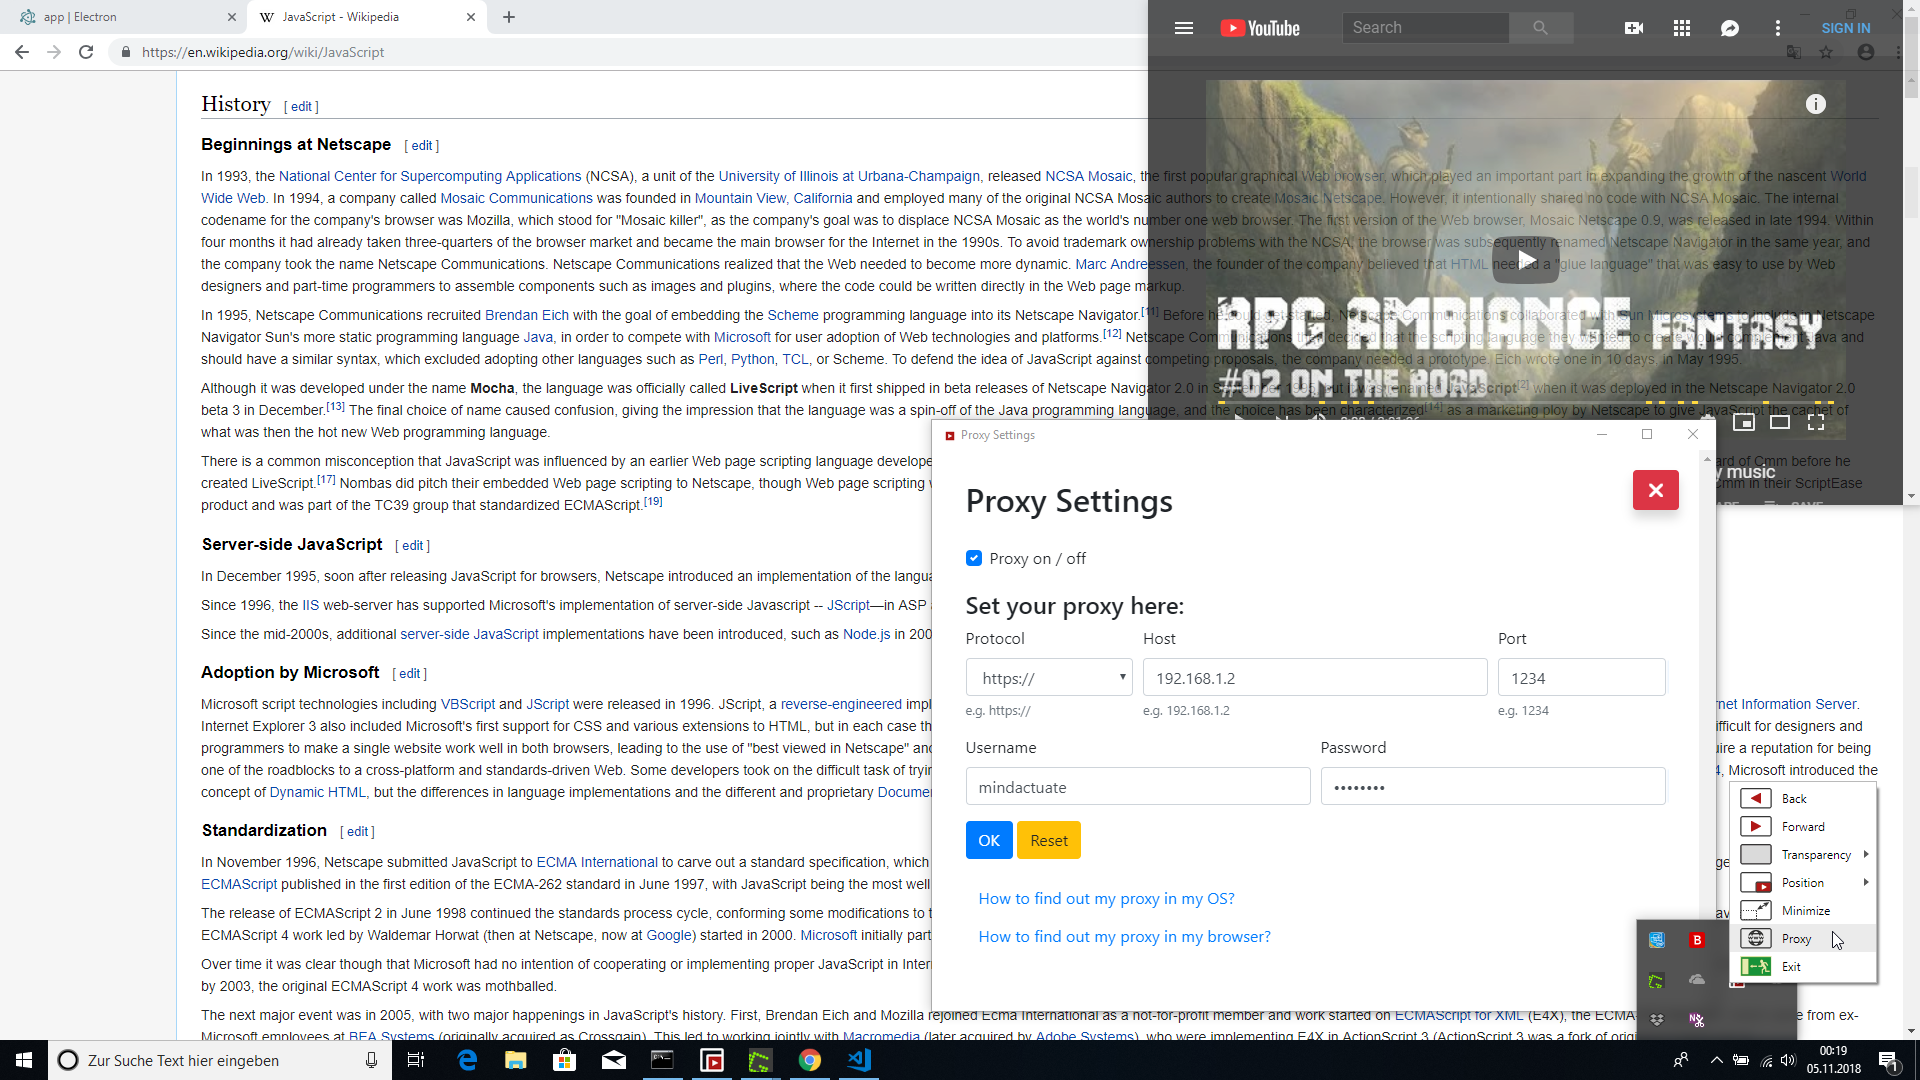 app | Electron
JavaScript - Wikipedia
https://en.wikipedia.org/wiki/JavaScript
History [ edit ]
Beginnings at Netscape [ edit ]
In 1993, the National Center for Supercomputing Applications (NCSA), a unit of the University of Illinois at Urbana-Champaign, released NCSA Mosaic, the first popular graphical Web browser, which played an important part in expanding the growth of the nascent World
Wide Web. In 1994, a company called Mosaic Communications was founded in Mountain View, California and employed many of the original NCSA Mosaic authors to create Mosaic Netscape. However, it intentionally shared no code with NCSA Mosaic. The internal
codename for the company's browser was Mozilla, which stood for "Mosaic killer", as the company's goal was to displace NCSA Mosaic as the world's number one web browser. The first version of the Web browser, Mosaic Netscape 0.9, was released in late 1994. Within
four months it had already taken three-quarters of the browser market and became the main browser for the Internet in the 1990s. To avoid trademark ownership problems with the NCSA, the browser was subsequently renamed Netscape Navigator in the same year, and
the company took the name Netscape Communications. Netscape Communications realized that the Web needed to become more dynamic. Marc Andreessen, the founder of the company believed that HTML needed a "glue language" that was easy to use by Web
designers and part-time programmers to assemble components such as images and plugins, where the code could be written directly in the Web page markup.
In 1995, Netscape Communications recruited Brendan Eich with the goal of embedding the Scheme programming language into its Netscape Navigator.[11] Before he could get started, Netscape Communications collaborated with Sun Microsystems to include in Netscape
Navigator Sun's more static programming language Java, in order to compete with Microsoft for user adoption of Web technologies and platforms.[12] Netscape Communications then decided that the scripting language they wanted to create would complement Java and
should have a similar syntax, which excluded adopting other languages such as Perl, Python, TCL, or Scheme. To defend the idea of JavaScript against competing proposals, the company needed a prototype. Eich wrote one in 10 days, in May 1995.
Although it was developed under the name Mocha, the language was officially called LiveScript when it first shipped in beta releases of Netscape Navigator 2.0 in September 1995, but it was renamed JavaScript[2] when it was deployed in the Netscape Navigator 2.0
beta 3 in December.[13] The final choice of name caused confusion, giving the impression that the language was a spin-off of the Java programming language, and the choice has been characterized[14] as a marketing ploy by Netscape to give JavaScript the cachet of
what was then the hot new Web programming language.
There is a common misconception that JavaScript was influenced by an earlier Web page scripting language develope
ard of Cmm before he
created LiveScript.[17] Nombas did pitch their embedded Web page scripting to Netscape, though Web page scripting
Cmm in their ScriptEase
product and was part of the TC39 group that standardized ECMAScript.[19]
Server-side JavaScript [ edit ]
In December 1995, soon after releasing JavaScript for browsers, Netscape introduced an implementation of the langua
Since 1996, the IIS web-server has supported Microsoft's implementation of server-side Javascript -- JScript—in ASP
Since the mid-2000s, additional server-side JavaScript implementations have been introduced, such as Node.js in 200
Adoption by Microsoft [ edit ]
Microsoft script technologies including VBScript and JScript were released in 1996. JScript, a reverse-engineered impl
rnet Information Server.
Internet Explorer 3 also included Microsoft's first support for CSS and various extensions to HTML, but in each case th
ifficult for designers and
programmers to make a single website work well in both browsers, leading to the use of "best viewed in Netscape" and
uire a reputation for being
one of the roadblocks to a cross-platform and standards-driven Web. Some developers took on the difficult task of tryin
4, Microsoft introduced the
concept of Dynamic HTML, but the differences in language implementations and the different and proprietary Docume
Standardization [ edit ]
In November 1996, Netscape submitted JavaScript to ECMA International to carve out a standard specification, which
ECMAScript published in the first edition of the ECMA-262 standard in June 1997, with JavaScript being the most well
The release of ECMAScript 2 in June 1998 continued the standards process cycle, conforming some modifications to t
ECMAScript 4 work led by Waldemar Horwat (then at Netscape, now at Google) started in 2000. Microsoft initially part
Over time it was clear though that Microsoft had no intention of cooperating or implementing proper JavaScript in Inter
by 2003, the original ECMAScript 4 work was mothballed.
The next major event was in 2005, with two major happenings in JavaScript's history. First, Brendan Eich and Mozilla rejoined Ecma International as a not-for-profit member and work started on ECMAScript for XML (E4X), the ECMA
e from ex-
Microsoft employees at BEA Systems (originally acquired as Crossgain). This led to working jointly with Macromedia (later acquired by Adobe Systems), who were implementing E4X in ActionScript 3 (ActionScript 3 was a fork of orig
YouTube
Search
SIGN IN
RPG AMBIANCE FANTASY
#02 ON THE ROAD
music
SAVE
Proxy Settings
Proxy Settings
Proxy on / off
Set your proxy here:
Protocol Host Port
https:// 192.168.1.2 1234
e.g. https:// e.g. 192.168.1.2 e.g. 1234
Username Password
mindactuate ••••••••
OK Reset
How to find out my proxy in my OS?
How to find out my proxy in my browser?
Back
Forward
Transparency
Position
Minimize
Proxy
Exit
Zur Suche Text hier eingeben
00:19
05.11.2018
1